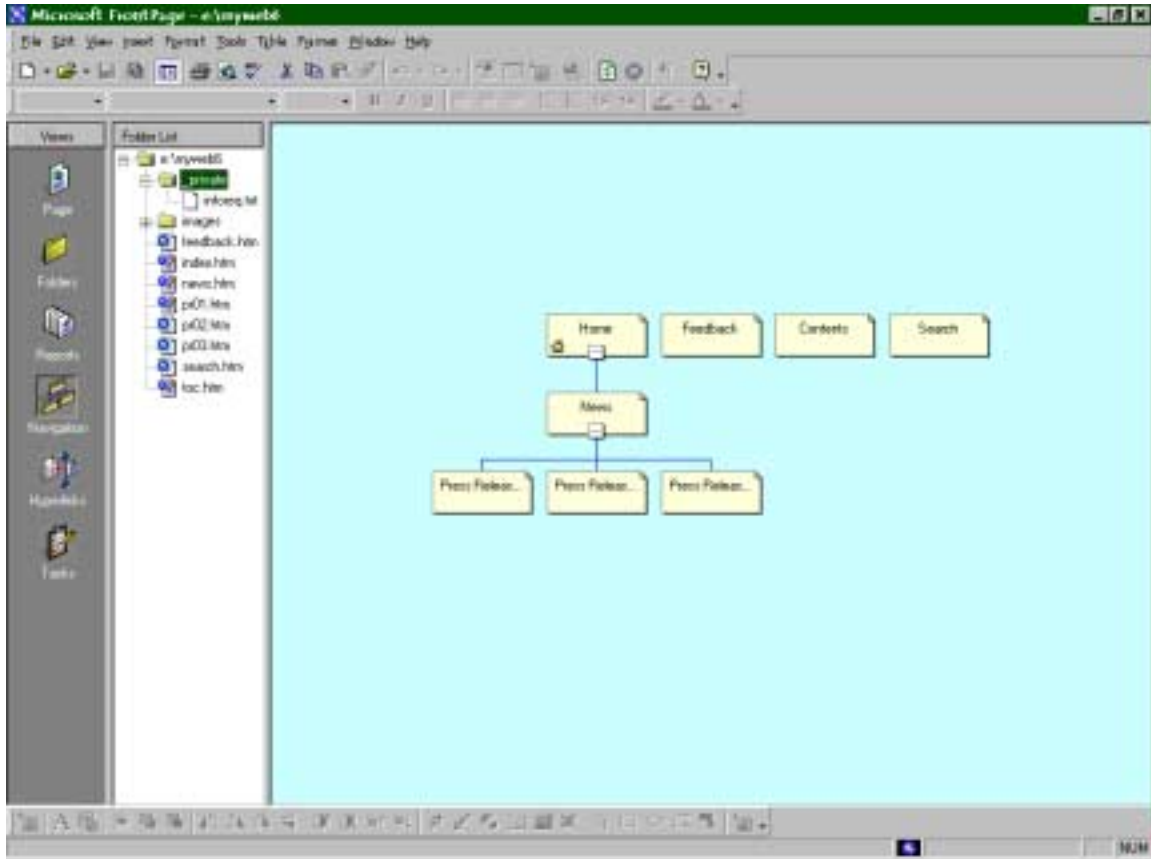 Microsoft FrontPage - e:\myweb6
File Edit View Insert Format Tools Table Frames Window Help
Views
Folder List
e:\myweb6
_private
inforeq.txt
images
feedback.htm
index.htm
news.htm
pr01.htm
pr02.htm
pr03.htm
search.htm
toc.htm
Page
Folders
Reports
Navigation
Hyperlinks
Tasks
Home
Feedback
Contents
Search
News
Press Releas...
Press Releas...
Press Releas...
NUM